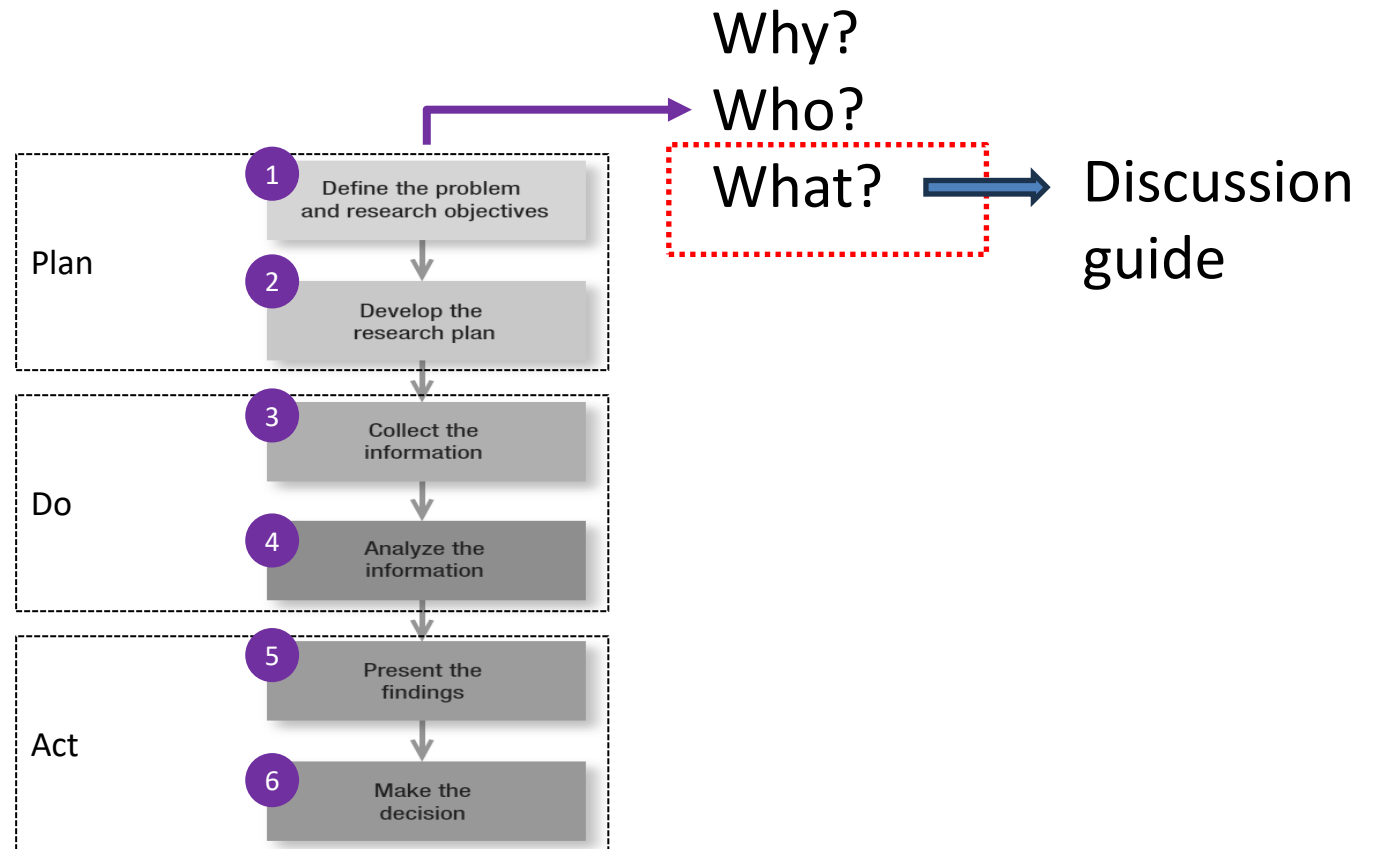 Why?
Who?
What?
Discussion
guide
Plan
1
Define the problem
and research objectives
2
Develop the
research plan
Do
3
Collect the
information
4
Analyze the
information
Act
5
Present the
findings
6
Make the
decision